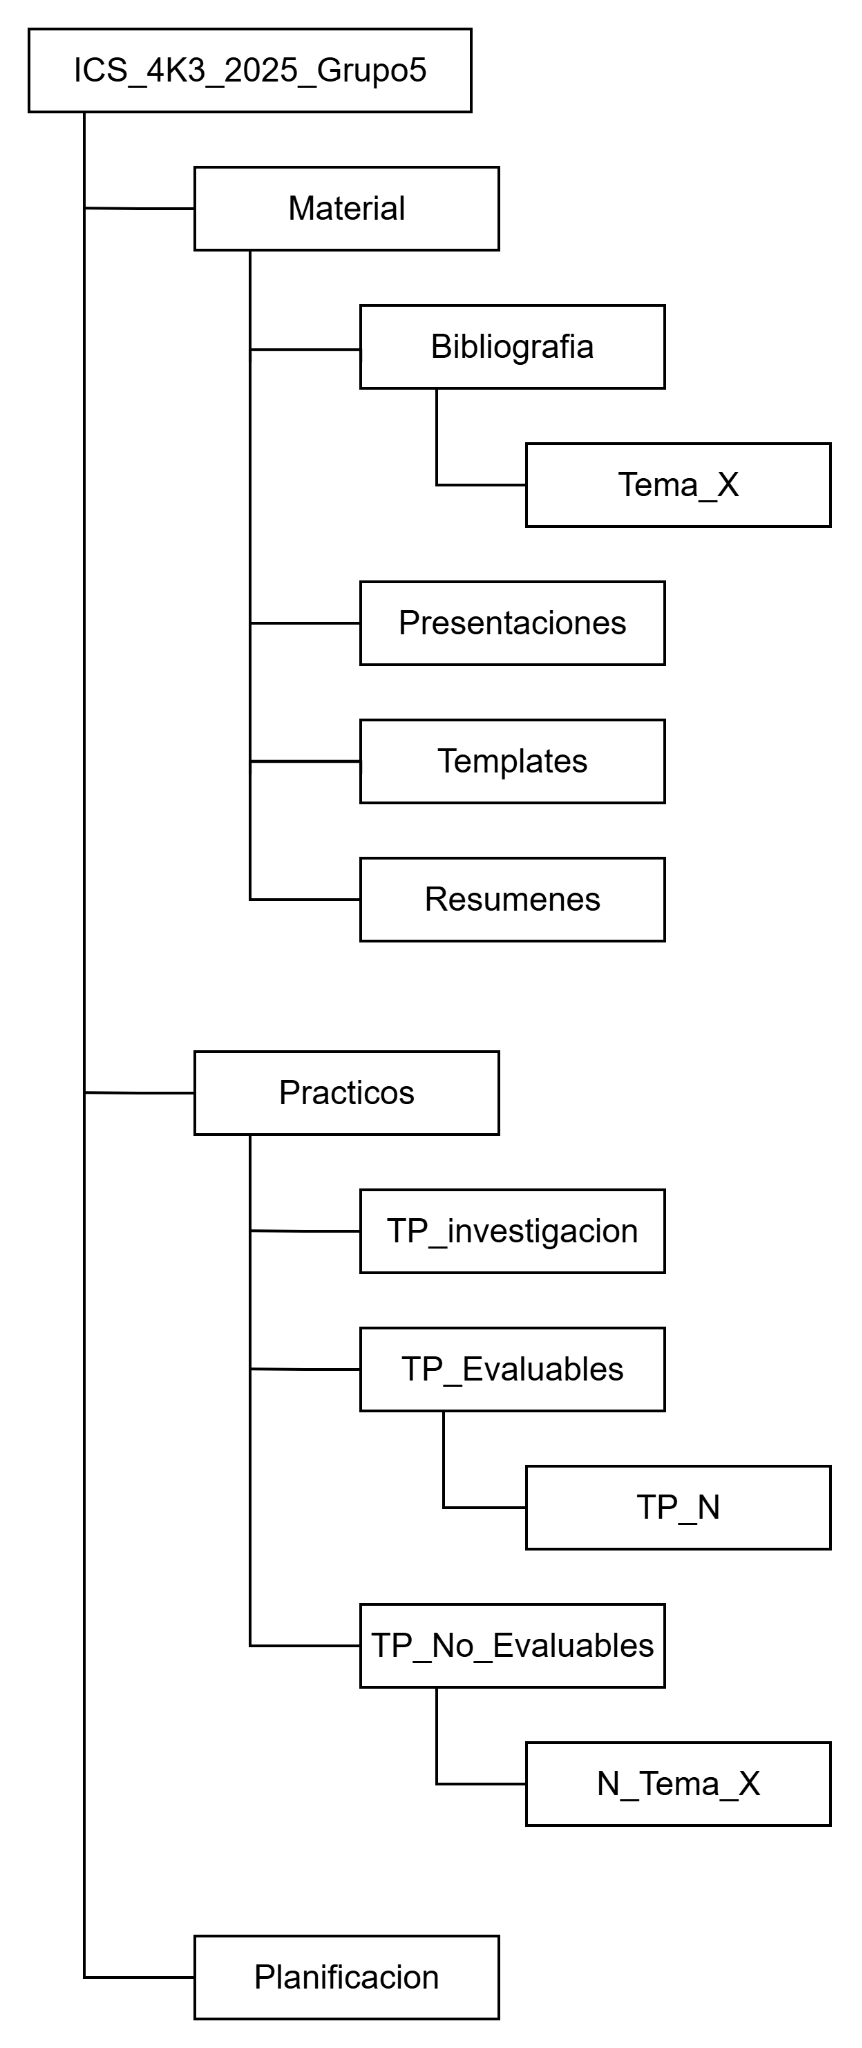 ICS_4K3_2025_Grupo5
Material
Bibliografia
Tema_X
Presentaciones
Templates
Resumenes
Practicos
TP_investigacion
TP_Evaluables
TP_N
TP_No_Evaluables
N_Tema_X
Planificacion